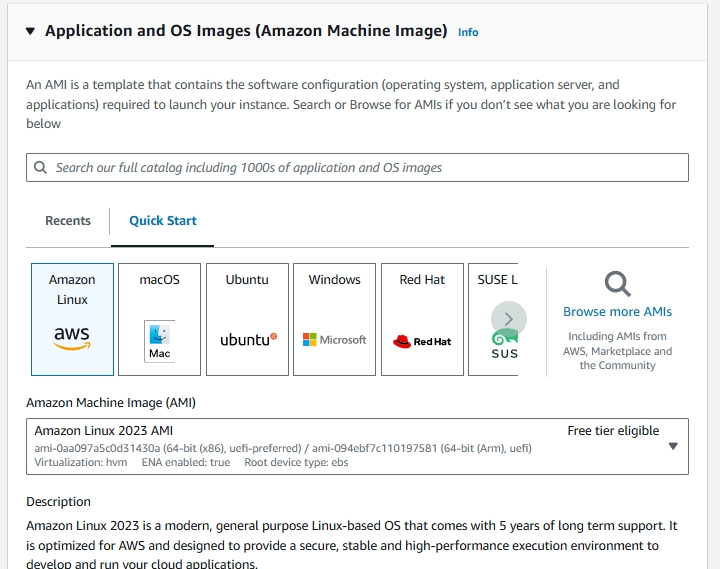 Application and OS Images (Amazon Machine Image) Info
An AMI is a template that contains the software configuration (operating system, application server, and
applications) required to launch your instance. Search or Browse for AMIs if you don't see what you are looking for
below
Search our full catalog including 1000s of application and OS images
Recents
Quick Start
Amazon
Linux
aws
macOS
Mac
Ubuntu
ubuntu
Windows
Microsoft
Red Hat
Red Hat
SUSE L
SUS
Browse more AMIs
Including AMIs from
AWS, Marketplace and
the Community
Amazon Machine Image (AMI)
Amazon Linux 2023 AMI
Free tier eligible
ami-0aa097a5c0d31430a (64-bit (x86), uefi-preferred) / ami-094ebf7c110197581 (64-bit (Arm), uefi)
Virtualization: hvm ENA enabled: true Root device type: ebs
Description
Amazon Linux 2023 is a modern, general purpose Linux-based OS that comes with 5 years of long term support. It
is optimized for AWS and designed to provide a secure, stable and high-performance execution environment to
develop and run your cloud applications.